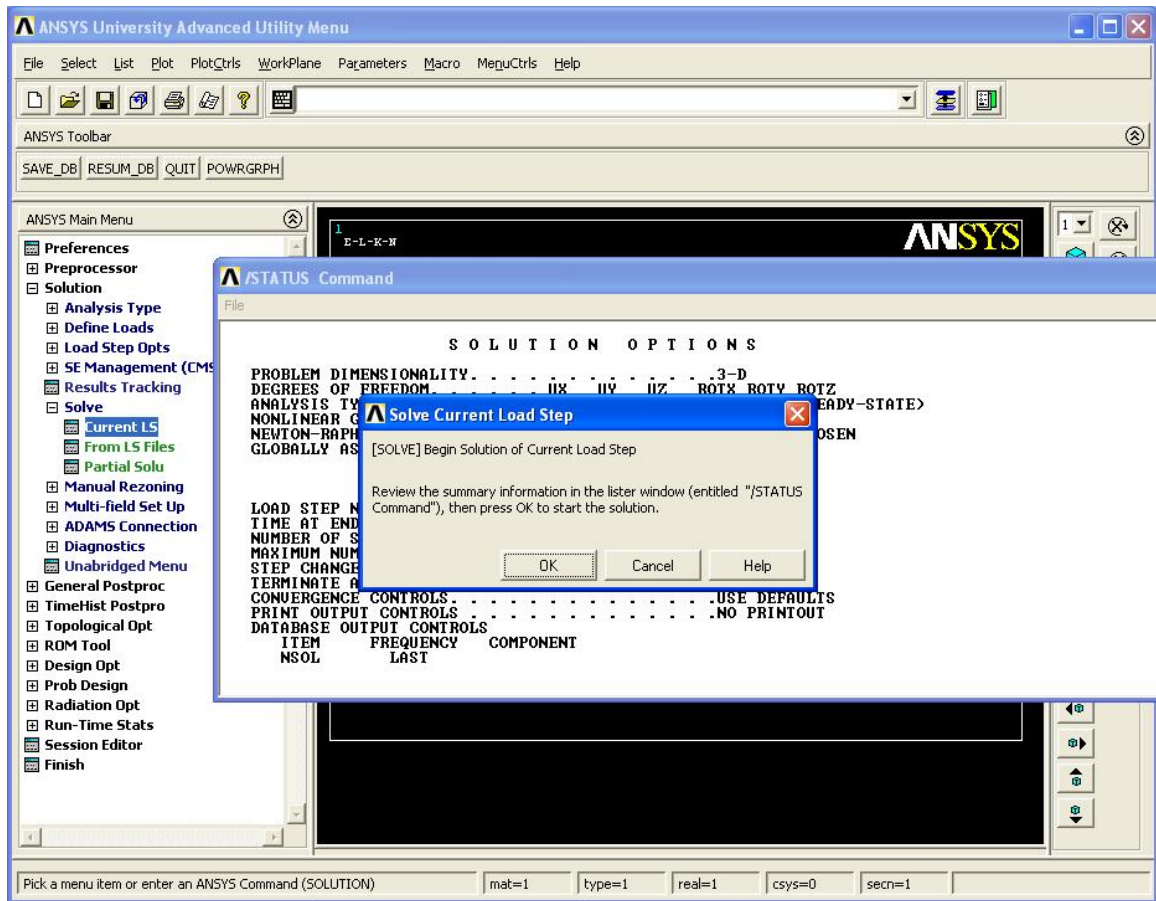 ANSYS University Advanced Utility Menu
File Select List Plot PlotCtrls WorkPlane Parameters Macro MenuCtrls Help
ANSYS Toolbar
SAVE_DB RESUM_DB QUIT POWRGRPH
ANSYS Main Menu
Preferences
Preprocessor
Solution
Analysis Type
Define Loads
Load Step Opts
SE Management (CMS
Results Tracking
Solve
Current LS
From LS Files
Partial Solu
Manual Rezoning
Multi-field Set Up
ADAMS Connection
Diagnostics
Unabridged Menu
General Postproc
TimeHist Postpro
Topological Opt
ROM Tool
Design Opt
Prob Design
Radiation Opt
Run-Time Stats
Session Editor
Finish
1
E-L-K-N
ANSYS
1
/STATUS Command
File
S O L U T I O N   O P T I O N S
PROBLEM DIMENSIONALITY. . . . . . . . . . . . .3-D
DEGREES OF FREEDOM. . . . . . UX UY UZ ROTX ROTY ROTZ
ANALYSIS TY EADY-STATE)
NONLINEAR G
NEWTON-RAPH OSEN
GLOBALLY AS
LOAD STEP N
TIME AT END
NUMBER OF S
MAXIMUM NUM
STEP CHANGE
TERMINATE A
CONVERGENCE CONTROLS. . . . . . . . . . . . . .USE DEFAULTS
PRINT OUTPUT CONTROLS . . . . . . . . . . . . .NO PRINTOUT
DATABASE OUTPUT CONTROLS
ITEM FREQUENCY COMPONENT
NSOL LAST
Solve Current Load Step
[SOLVE] Begin Solution of Current Load Step
Review the summary information in the lister window (entitled "/STATUS
Command"), then press OK to start the solution.
OK Cancel Help
Pick a menu item or enter an ANSYS Command (SOLUTION) mat=1 type=1 real=1 csys=0 secn=1